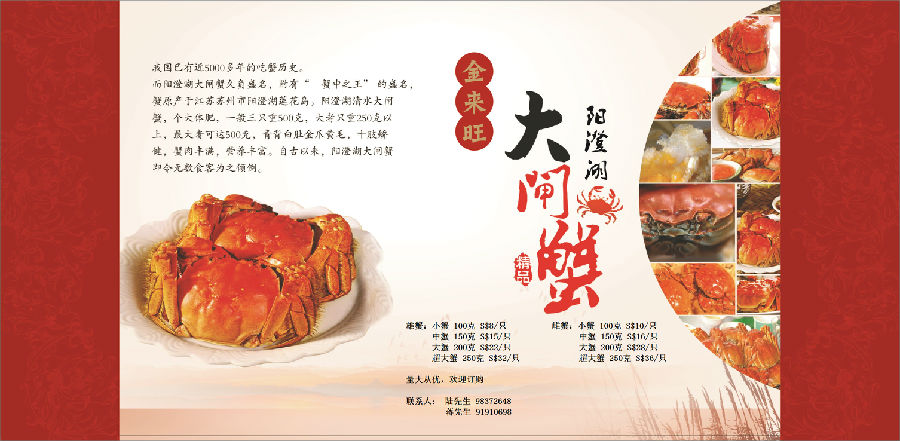 我国已有近5000多年的吃蟹历史。
而阳澄湖大闸蟹久负盛名，所有“ 蟹中之王”的盛名，
蟹原产于江苏苏州市阳澄湖莲花岛，阳澄湖清水大闸
蟹，个大体肥，一般三只重500克，大者只重250克以
上，最大者可达500克，青背白肚金爪黄毛，十肢矫
健，蟹肉丰满，营养丰富。自古以来，阳澄湖大闸蟹
即令无数食客为之倾倒。
金来旺
阳澄湖
大闸蟹
精品
雄蟹：小蟹 100克 S$8/只
中蟹 150克 S$15/只
大蟹 200克 S$22/只
超大蟹 250克 S$32/只
雌蟹：小蟹 100克 S$10/只
中蟹 150克 S$16/只
大蟹 200克 S$28/只
超大蟹 250克 S$36/只
量大从优，欢迎订购
联系人： 陆先生 98372648
蒋先生 91910698